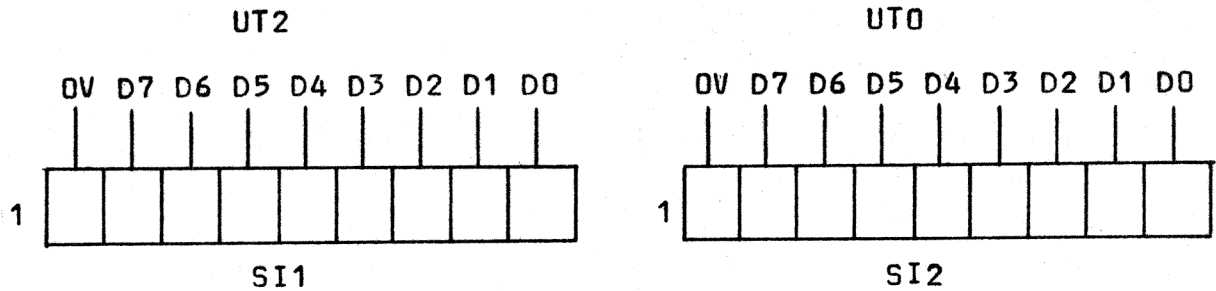 UT2 UT0
0V D7 D6 D5 D4 D3 D2 D1 D0 0V D7 D6 D5 D4 D3 D2 D1 D0
1 1
SI1 SI2